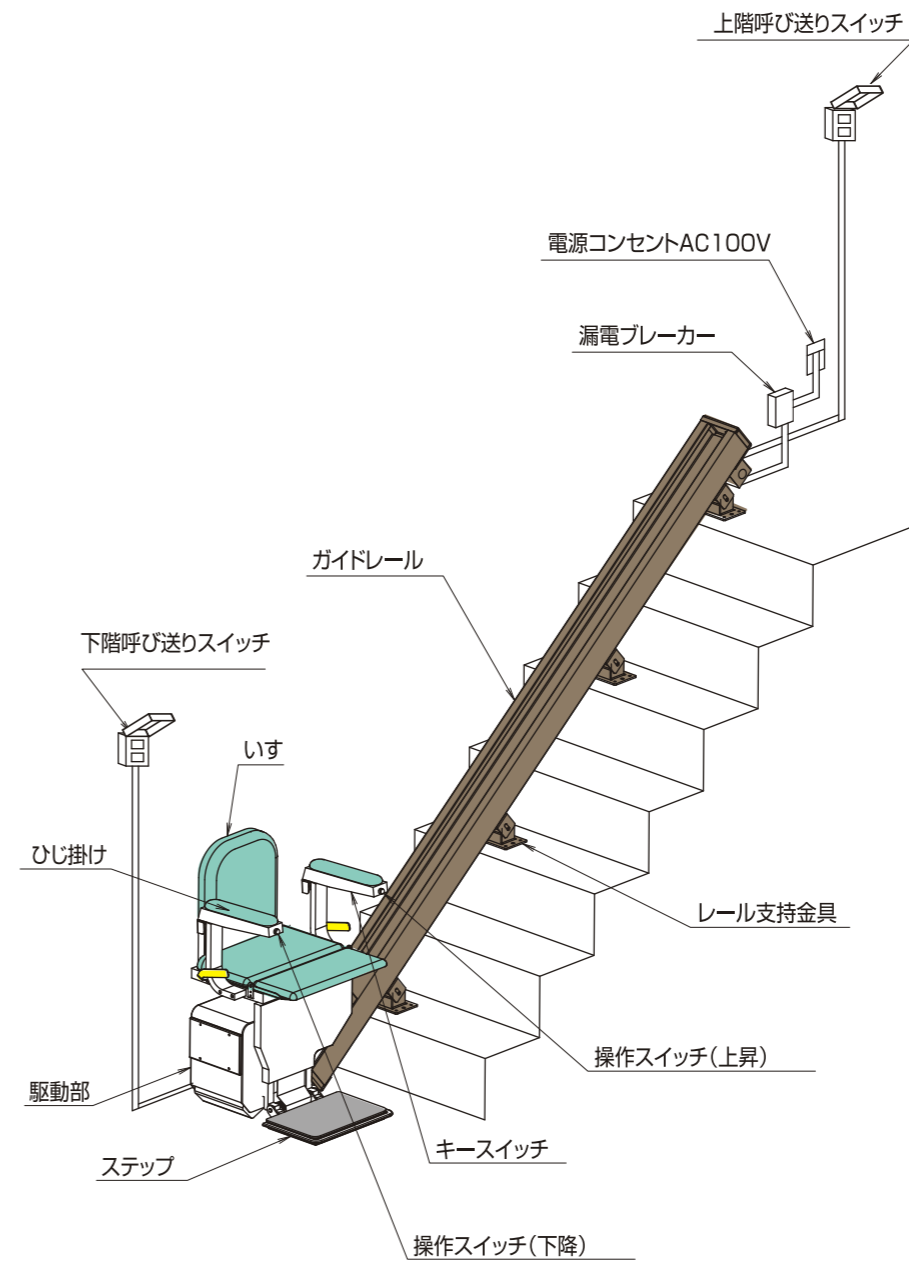 上階呼び送りスイッチ
電源コンセントAC100V
漏電ブレーカー
ガイドレール
下階呼び送りスイッチ
いす
ひじ掛け
レール支持金具
操作スイッチ(上昇)
駆動部
キースイッチ
ステップ
操作スイッチ(下降)